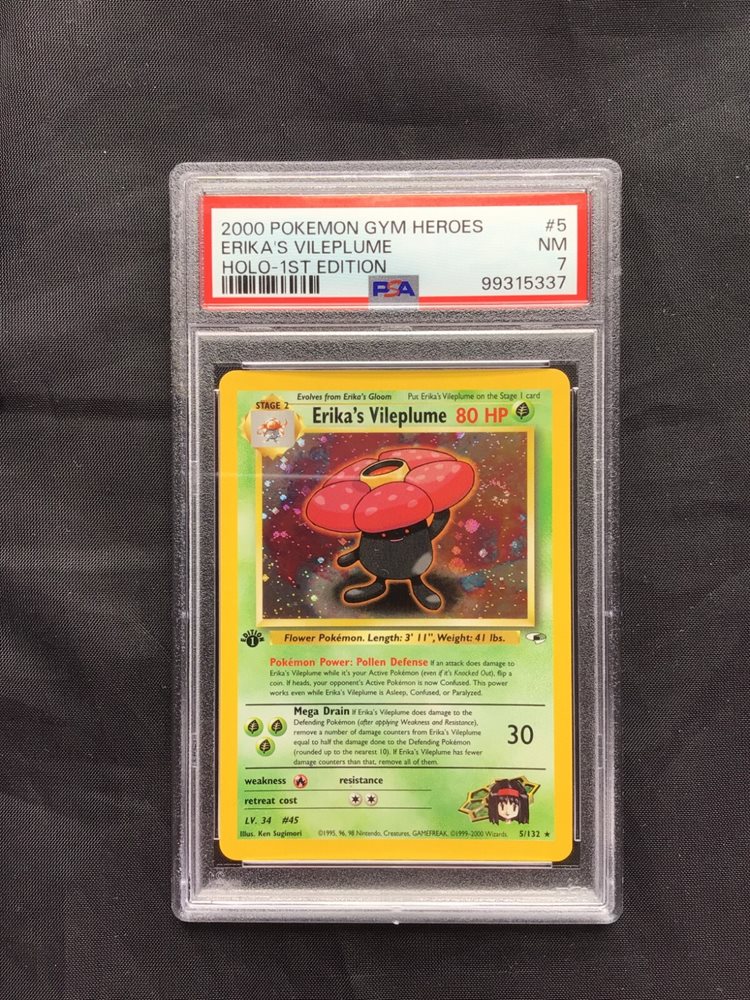 2000 POKEMON GYM HEROES #5
ERIKA'S VILEPLUME NM
HOLO-1ST EDITION 7
PSA 99315337
Evolves from Erika's Gloom Put Erika's Vileplume on the Stage 1 card
STAGE 2
Erika's Vileplume 80 HP
EDITION
1
Flower Pokémon. Length: 3' 11", Weight: 41 lbs.
Pokémon Power: Pollen Defense If an attack does damage to
Erika's Vileplume while it's your Active Pokémon (even if it's Knocked Out), flip a
coin. If heads, your opponent's Active Pokémon is now Confused. This power
works even while Erika's Vileplume is Asleep, Confused, or Paralyzed.
Mega Drain If Erika's Vileplume does damage to the
Defending Pokémon (after applying Weakness and Resistance),
remove a number of damage counters from Erika's Vileplume
equal to half the damage done to the Defending Pokémon
(rounded up to the nearest 10). If Erika's Vileplume has fewer
damage counters than that, remove all of them.
30
weakness resistance
retreat cost
LV. 34 #45
Illus. Ken Sugimori ©1995, 96, 98 Nintendo, Creatures, GAMEFREAK. ©1999-2000 Wizards. 5/132 ★